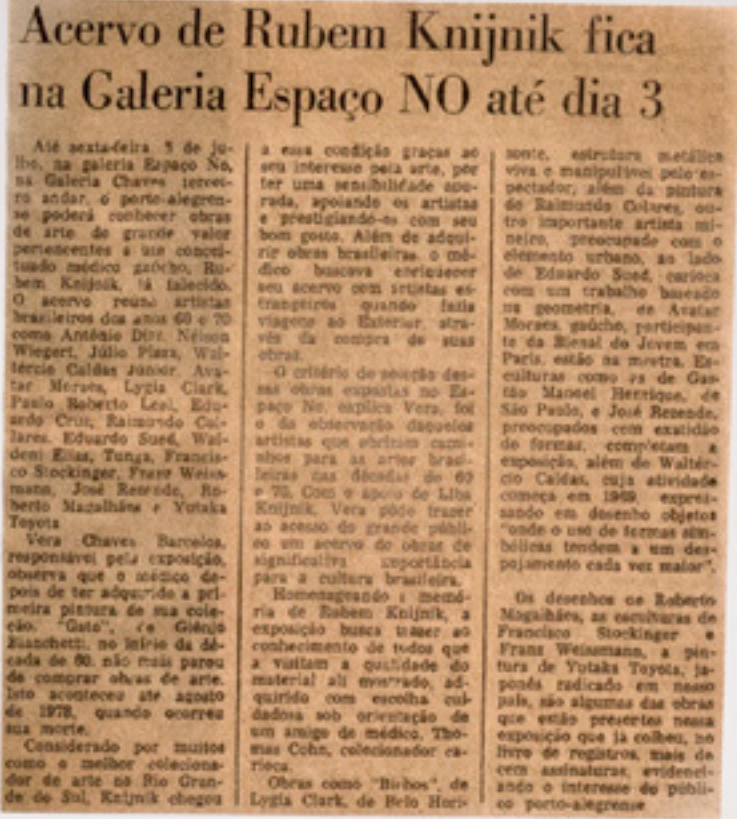 Acervo de Rubem Knijnik fica
na Galeria Espaço NO até dia 3
Até sexta-feira 3 de ju-
lho, na galeria Espaço No,
na Galeria Chaves tercei-
ro andar, o porto-alegren-
se poderá conhecer obras
de arte de grande valor
pertencentes a um concei-
tuado médico gaúcho, Ru-
bem Knijnik, já falecido.
O acervo reune artistas
brasileiros dos anos 60 e 70
como Antônio Dias, Nélson
Wiegert, Júlio Plaza, Wal-
tércio Caldas Júnior, Ava-
tar Moraes, Lygia Clark,
Paulo Roberto Leal, Edu-
ardo Cruz, Raimundo Col-
lares, Eduardo Sued, Wal-
deni Elias, Tunga, Francis-
co Stockinger, Franz Weiss-
mann, José Resende, Ro-
berto Magalhães e Yutaka
Toyota
Vera Chaves Barcelos,
responsável pela exposição,
observa que o médico de-
pois de ter adquirido a pri-
meira pintura de sua cole-
ção, "Gato", de Glênio
Bianchetti, no início da dé-
cada de 60, não mais parou
de comprar obras de arte.
Isto aconteceu até agosto
de 1978, quando ocorreu
sua morte.
Considerado por muitos
como o melhor coleciona-
dor de arte no Rio Gran-
de do Sul, Knijnik chegou
a essa condição graças ao
seu interesse pela arte, por
ter uma sensibilidade apu-
rada, apoiando os artistas
e prestigiando-os com seu
bom gosto. Além de adqui-
rir obras brasileiras, o mé-
dico buscava enriquecer
seu acervo com artistas es-
trangeiros quando fazia
viagens ao Exterior, atra-
vés da compra de suas
obras.
O critério de seleção des-
sas obras expostas no Es-
paço No, explica Vera, foi
o da observação daqueles
artistas que abriram cami-
nhos para as artes brasi-
leiras nas décadas de 60
e 70. Com o apoio de Liba
Knijnik, Vera pôde trazer
ao acesso do grande públi-
co um acervo de obras de
significativa importância
para a cultura brasileira.
Homenageando a memó-
ria de Rubem Knijnik, a
exposição busca trazer ao
conhecimento de todos que
a visitam a qualidade do
material ali mostrado, ad-
quirido com escolha cui-
dadosa sob orientação de
um amigo de médico, Tho-
mas Cohn, colecionador ca-
rioca.
Obras como "Bichos", de
Lygia Clark, de Belo Hori-
zonte, estrutura metálica
viva e manipulável pelo es-
pectador, além da pintura
de Raimundo Colares, ou-
tro importante artista mi-
neiro, preocupado com o
elemento urbano, ao lado
de Eduardo Sued, carioca
com um trabalho baseado
na geometria, de Avatar
Moraes, gaúcho, participan-
te da Bienal do Jovem em
Paris, estão na mostra. Es-
culturas como as de Gas-
tão Manoel Henrique, de
São Paulo, e José Rezende,
preocupados com exatidão
de formas, completam a
exposição, além de Waltér-
cio Caldas, cuja atividade
começa em 1969, expres-
sando em desenho objetos
"onde o uso de formas sim-
bólicas tendem a um des-
pojamento cada vez maior".
Os desenhos de Roberto
Magalhães, as esculturas de
Francisco Stockinger e
Franz Weissmann, a pin-
tura de Yutaka Toyota, ja-
ponês radicado em nosso
país, são algumas das obras
que estão presentes nessa
exposição que já colheu, no
livro de registros, mais de
cem assinaturas, evidenci-
ando o interesse do públi-
co porto-alegrense